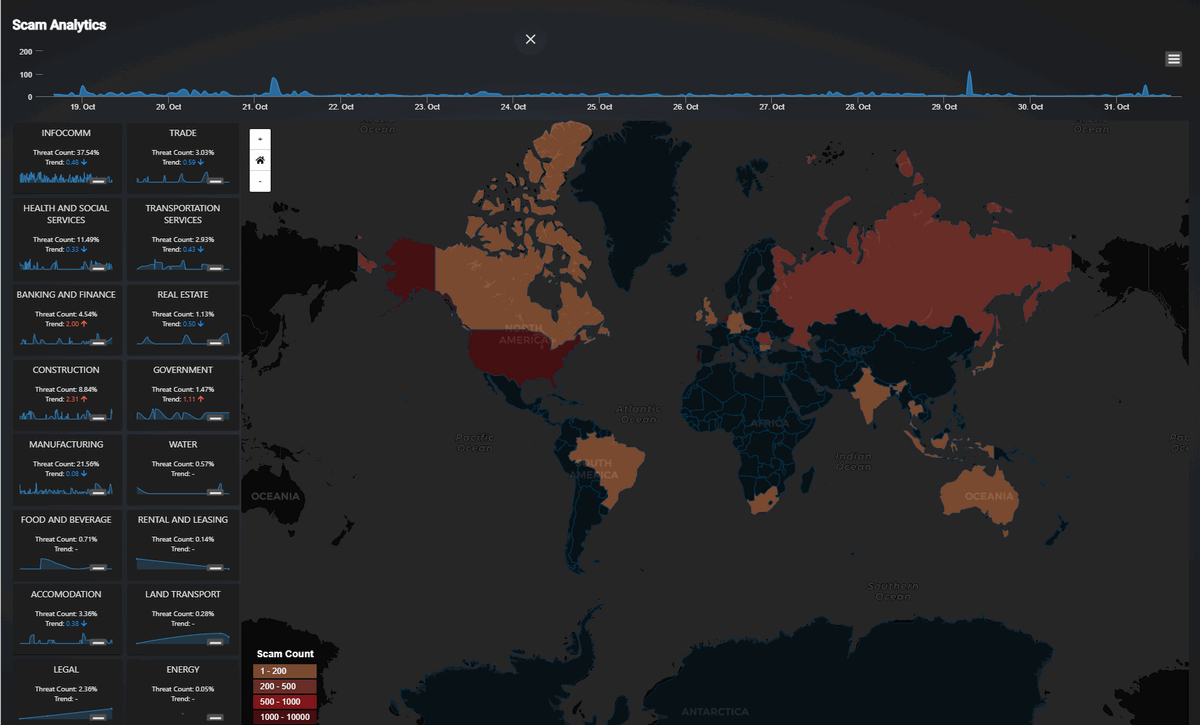 Scam Analytics
200
100
0
19. Oct
20. Oct
21. Oct
22. Oct
23. Oct
24. Oct
25. Oct
26. Oct
27. Oct
28. Oct
29. Oct
30. Oct
31. Oct
INFOCOMM
Threat Count: 37.54%
Trend: 0.48 ↓
TRADE
Threat Count: 3.03%
Trend: 0.59 ↓
HEALTH AND SOCIAL
SERVICES
Threat Count: 11.49%
Trend: 0.33 ↓
TRANSPORTATION
SERVICES
Threat Count: 2.93%
Trend: 0.43 ↓
BANKING AND FINANCE
Threat Count: 4.54%
Trend: 2.00 ↑
REAL ESTATE
Threat Count: 1.13%
Trend: 0.50 ↓
CONSTRUCTION
Threat Count: 8.84%
Trend: 2.31 ↑
GOVERNMENT
Threat Count: 1.47%
Trend: 1.11 ↑
MANUFACTURING
Threat Count: 21.56%
Trend: 0.08 ↓
WATER
Threat Count: 0.57%
Trend: -
FOOD AND BEVERAGE
Threat Count: 0.71%
Trend: -
RENTAL AND LEASING
Threat Count: 0.14%
Trend: -
ACCOMODATION
Threat Count: 3.36%
Trend: 0.38 ↓
LAND TRANSPORT
Threat Count: 0.28%
Trend: -
LEGAL
Threat Count: 2.36%
Trend: -
ENERGY
Threat Count: 0.05%
Trend: -
+
-
Ocean
Ocean
NORTH
AMERICA
ASIA
Atlantic
Ocean
AFRICA
Pacific
Ocean
Indian
Ocean
SOUTH
AMERICA
OCEANIA
OCEANIA
Southern
Ocean
ANTARCTICA
Scam Count
1 - 200
200 - 500
500 - 1000
1000 - 10000